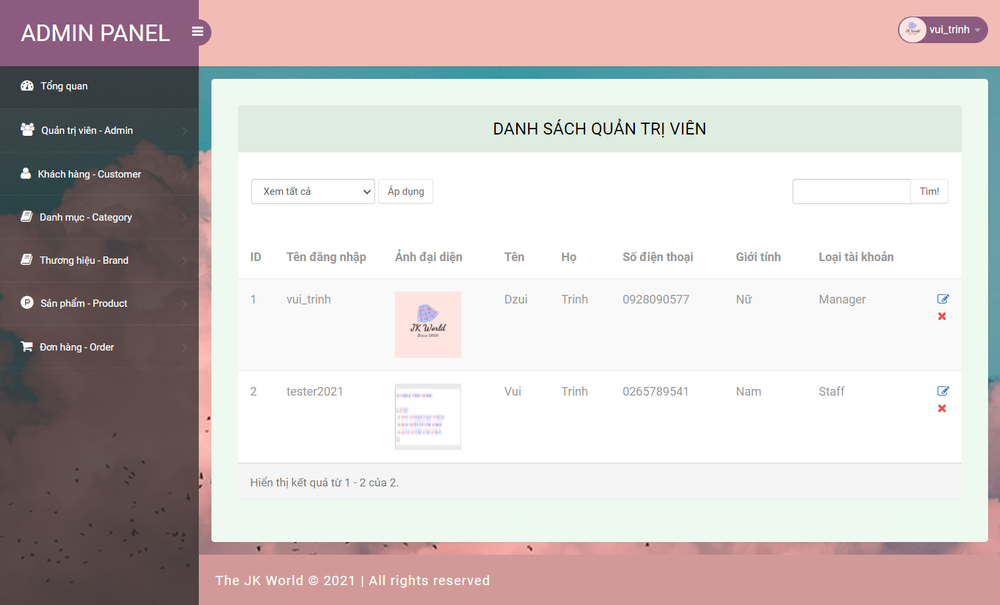 ADMIN PANEL
vui_trinh
Tổng quan
Quản trị viên - Admin
Khách hàng - Customer
Danh mục - Category
Thương hiệu - Brand
Sản phẩm - Product
Đơn hàng - Order
DANH SÁCH QUẢN TRỊ VIÊN
Xem tất cả Áp dụng Tìm!
ID Tên đăng nhập Ảnh đại diện Tên Họ Số điện thoại Giới tính Loại tài khoản
1 vui_trinh Dzui Trinh 0928090577 Nữ Manager
JK World
Since 2020
2 tester2021 Vui Trinh 0265789541 Nam Staff
Hiển thị kết quả từ 1 - 2 của 2.
The JK World © 2021 | All rights reserved